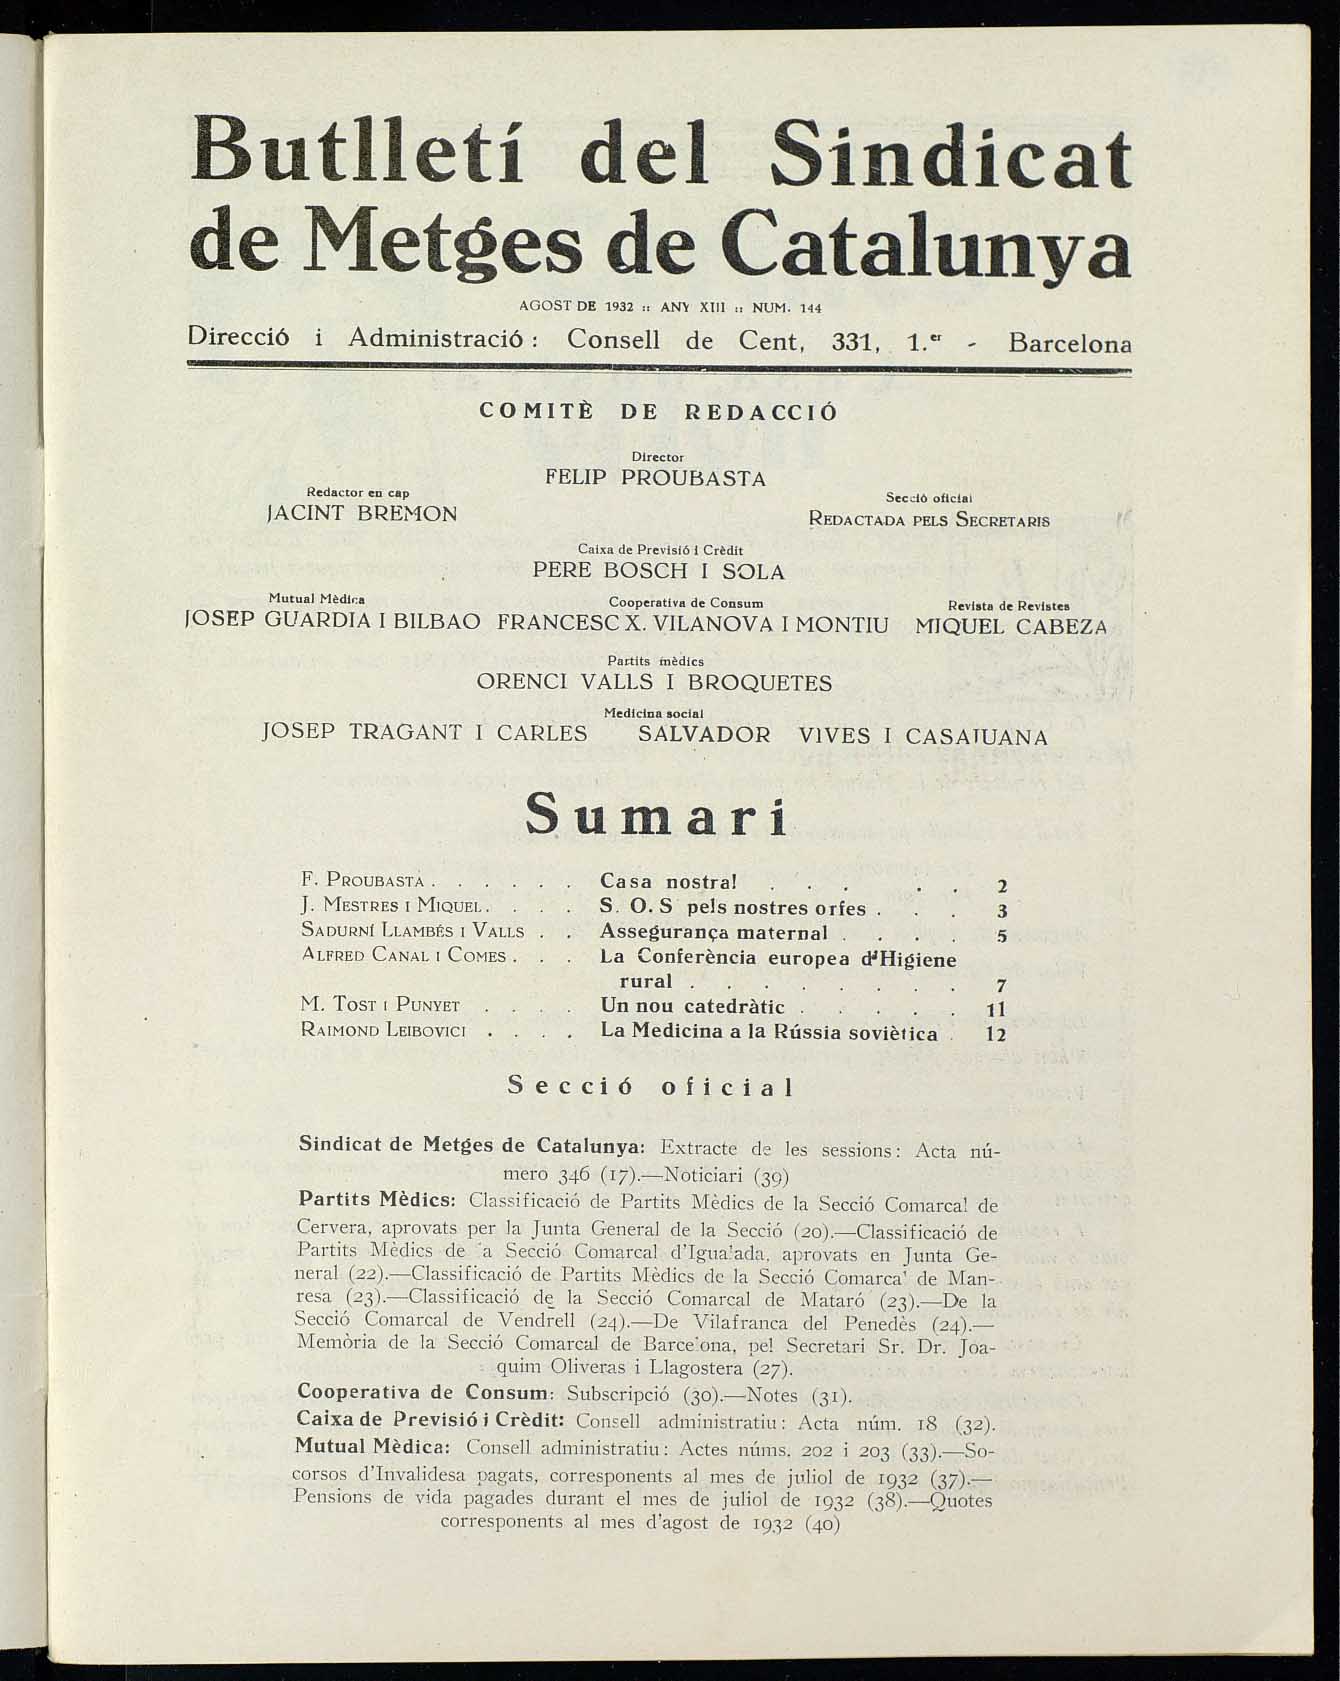 Butlletí del Sindicat
de Metges de Catalunya
AGOST DE 1932 :: ANY XIII :: NUM. 144
Direcció i Administració: Consell de Cent, 331, 1.er - Barcelona
COMITÈ DE REDACCIÓ
Director
FELIP PROUBASTA
Redactor en cap
JACINT BREMON
Secció oficial
REDACTADA PELS SECRETARIS
Caixa de Previsió i Crèdit
PERE BOSCH I SOLA
Mutual Mèdica
JOSEP GUARDIA I BILBAO
Cooperativa de Consum
FRANCESC X. VILANOVA I MONTIU
Revista de Revistes
MIQUEL CABEZA
Partits mèdics
ORENCI VALLS I BROQUETES
Medicina social
JOSEP TRAGANT I CARLES SALVADOR VIVES I CASAJUANA
Sumari
F. PROUBASTA . . . . . . Casa nostra! . . . . . 2
J. MESTRES I MIQUEL . . . . S. O. S pels nostres orfes . . . 3
SADURNÍ LLAMBÉS I VALLS . . Assegurança maternal . . . . 5
ALFRED CANAL I COMES . . . La Conferència europea d'Higiene
rural . . . . . . . . 7
M. TOST I PUNYET . . . . Un nou catedràtic . . . . . 11
RAIMOND LEIBOVICI . . . . La Medicina a la Rússia soviètica . 12
Secció oficial
Sindicat de Metges de Catalunya: Extracte de les sessions: Acta nú-
mero 346 (17).—Noticiari (39)
Partits Mèdics: Classificació de Partits Mèdics de la Secció Comarcal de
Cervera, aprovats per la Junta General de la Secció (20).—Classificació de
Partits Mèdics de la Secció Comarcal d'Igualada, aprovats en Junta Ge-
neral (22).—Classificació de Partits Mèdics de la Secció Comarcal de Man-
resa (23).—Classificació de la Secció Comarcal de Mataró (23).—De la
Secció Comarcal de Vendrell (24).—De Vilafranca del Penedès (24).—
Memòria de la Secció Comarcal de Barcelona, pel Secretari Sr. Dr. Joa-
quim Oliveras i Llagostera (27).
Cooperativa de Consum: Subscripció (30).—Notes (31).
Caixa de Previsió i Crèdit: Consell administratiu: Acta núm. 18 (32).
Mutual Mèdica: Consell administratiu: Actes núms. 202 i 203 (33).—So-
corsos d'Invalidesa pagats, corresponents al mes de juliol de 1932 (37).—
Pensions de vida pagades durant el mes de juliol de 1932 (38).—Quotes
corresponents al mes d'agost de 1932 (40)